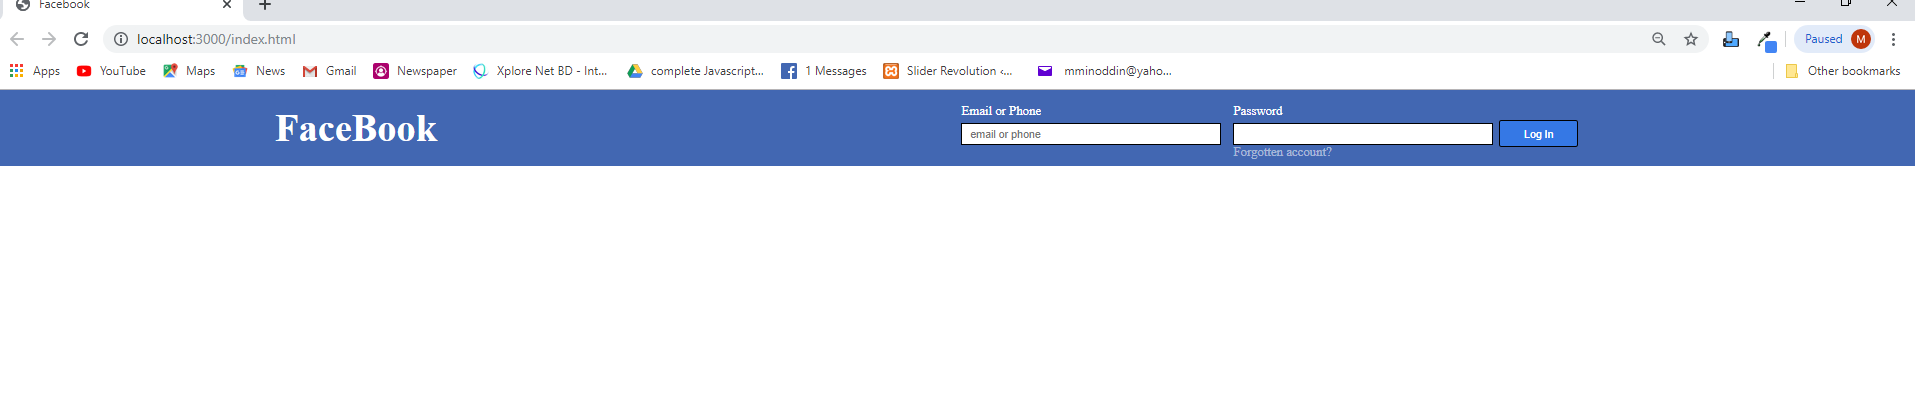 Facebook
localhost:3000/index.html
Paused M
Apps YouTube Maps News Gmail Newspaper Xplore Net BD - Int... complete Javascript... 1 Messages Slider Revolution ‹... mminoddin@yaho... Other bookmarks
FaceBook
Email or Phone Password
email or phone Log In
Forgotten account?